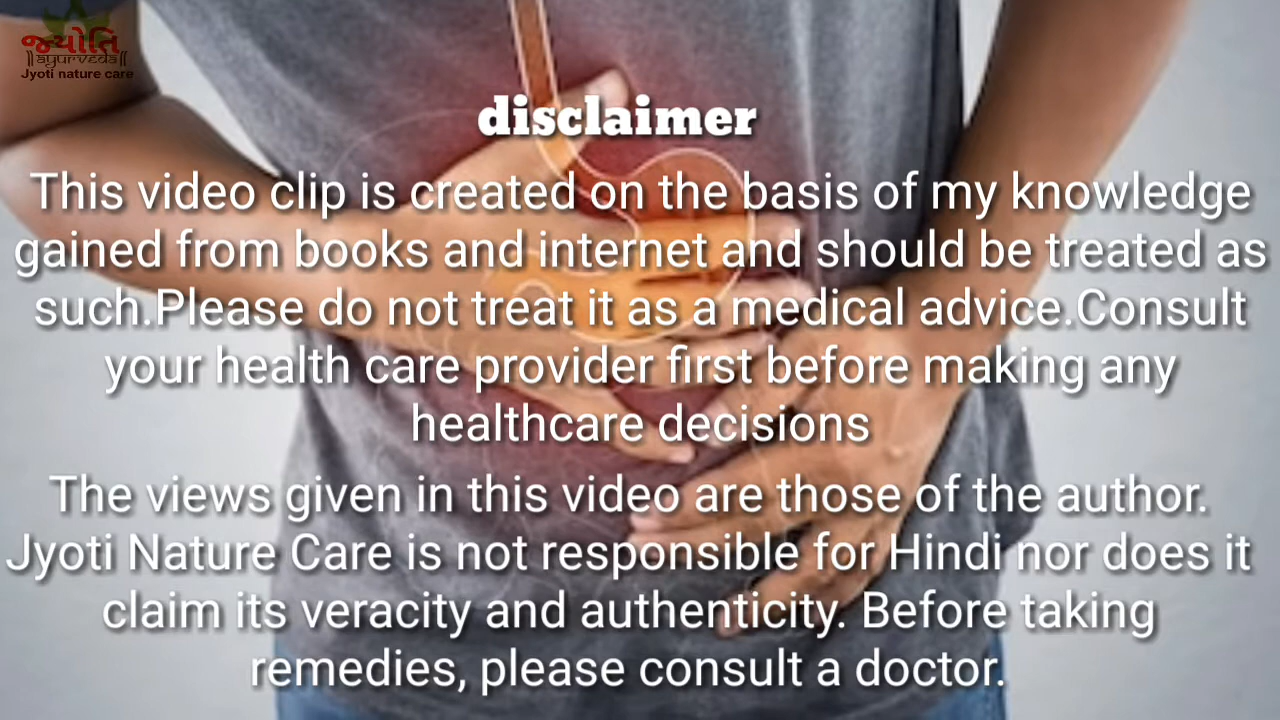 જ્યોતિ
||ayurveda||
Jyoti nature care
disclaimer
This video clip is created on the basis of my knowledge
gained from books and internet and should be treated as
such.Please do not treat it as a medical advice.Consult
your health care provider first before making any
healthcare decisions
The views given in this video are those of the author.
Jyoti Nature Care is not responsible for Hindi nor does it
claim its veracity and authenticity. Before taking
remedies, please consult a doctor.